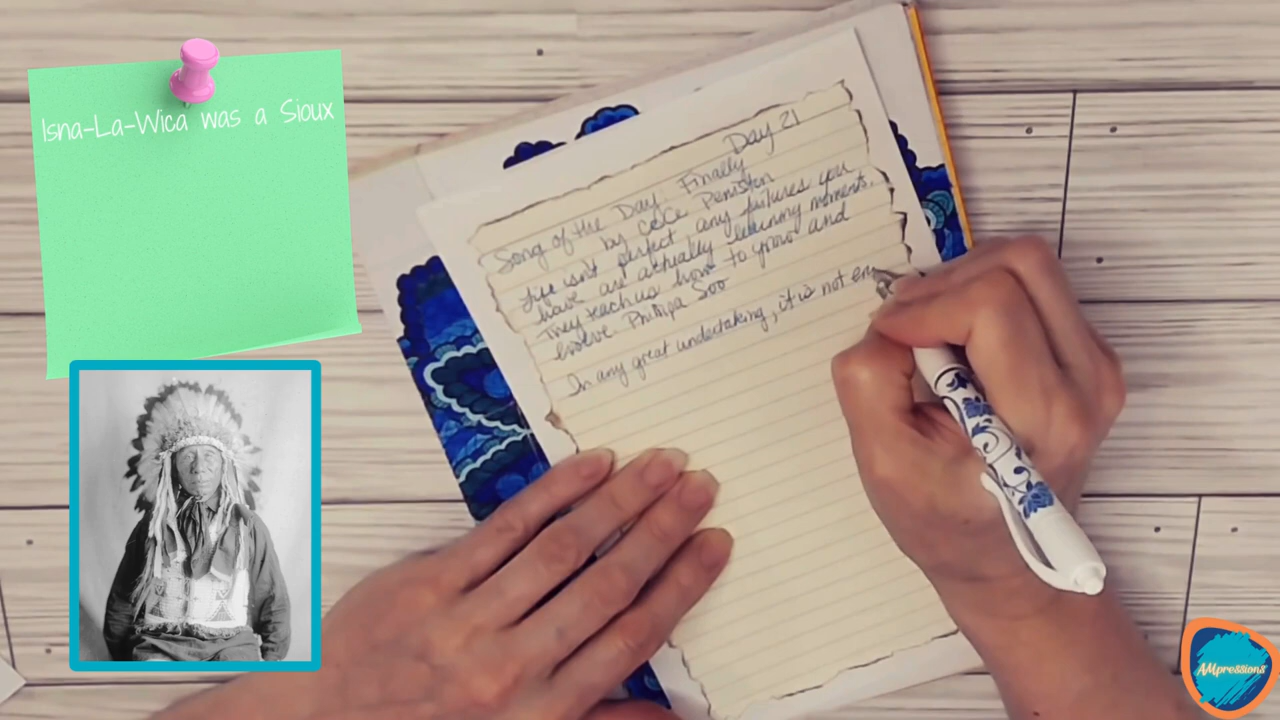 Isna-La-Wica was a Sioux
Day 21
Song of the Day: Finally
by CeCe Peniston
Life isn't perfect any failures you
have are actually learning moments.
They teach us how to grow and
evolve. Phillipa Soo
In any great undertaking, it is not en
AMpressions